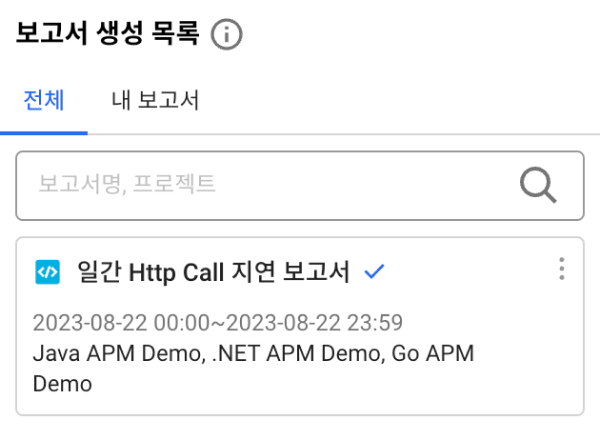 보고서 생성 목록
전체 내 보고서
보고서명, 프로젝트
일간 Http Call 지연 보고서
2023-08-22 00:00~2023-08-22 23:59
Java APM Demo, .NET APM Demo, Go APM
Demo